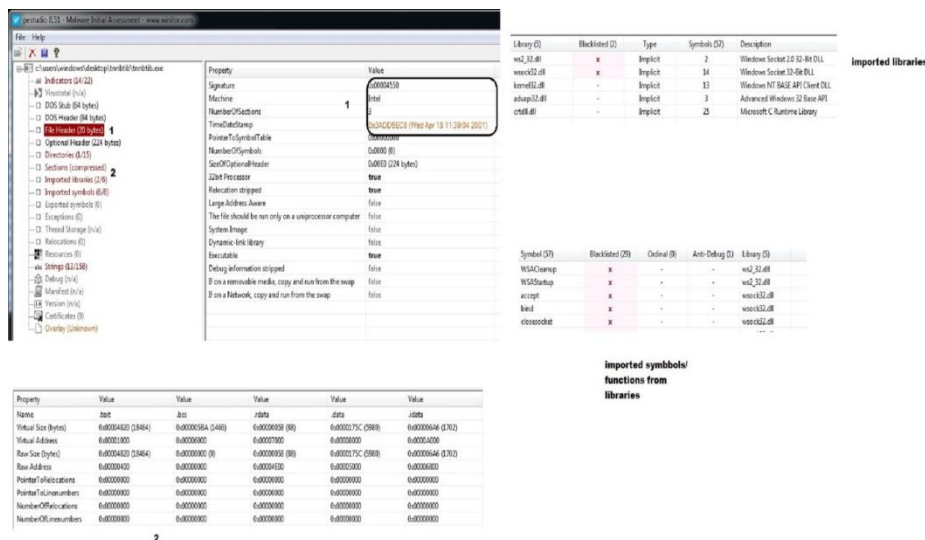 pestudio 8.51 - Malware Initial Assessment - www.winitor.com
File Help
c:\users\windows\desktop\tnnbtib\tnnbtib.exe
Indicators (14/22)
Virustotal (n/a)
DOS Stub (64 bytes)
DOS Header (64 bytes)
File Header (20 bytes) 1
Optional Header (224 bytes)
Directories (1/15)
Sections (compressed) 2
Imported libraries (2/6)
Imported symbols (6/8)
Exported symbols (0)
Exceptions (0)
Thread Storage (n/a)
Relocations (0)
Resources (0)
abc Strings (13/158)
Debug (n/a)
Manifest (n/a)
Version (n/a)
Certificates (0)
Overlay (Unknown)
Property Value
Signature 0x00004550
Machine Intel
1
NumberOfSections 3
TimeDateStamp (Wed Apr 18 11:39:04 2001)
PointerToSymbolTable 0x00000000
NumberOfSymbols 0x0000 (0)
SizeOfOptionalHeader 0x00E0 (224 bytes)
32bit Processor true
Relocation stripped true
Large Address Aware false
The file should be run only on a uniprocessor computer false
System Image false
Dynamic-link library false
Executable true
Debug information stripped false
If on a removable media, copy and run from the swap false
If on a Network, copy and run from the swap false
Library (5) Blacklisted (2) Type Symbols (57) Description
ws2_32.dll x Implicit 2 Windows Socket 2.0 32-Bit DLL
wsock32.dll x Implicit 14 Windows Socket 32-Bit DLL
kernel32.dll - Implicit 13 Windows NT BASE API Client DLL
advapi32.dll - Implicit 3 Advanced Windows 32 Base API
crtdll.dll - Implicit 25 Microsoft C Runtime Library
imported libraries
Symbol (57) Blacklisted (29) Ordinal (0) Anti-Debug (1) Library (5)
WSACleanup x - - ws2_32.dll
WSAStartup x - - ws2_32.dll
accept x - - wsock32.dll
bind x - - wsock32.dll
closesocket x - - wsock32.dll
imported symbbols/
functions from
libraries
Property Value Value Value Value Value
Name .text .bss .rdata .data .idata
Virtual Size (bytes) 0x00004820 (18464) 0x000005BA (1466) 0x00000058 (88) 0x0000175C (5980) 0x000006A6 (1702)
Virtual Address 0x00001000 0x00006000 0x00007000 0x00008000 0x0000A000
Raw Size (bytes) 0x00004820 (18464) 0x00000000 (0) 0x00000058 (88) 0x0000175C (5980) 0x000006A6 (1702)
Raw Address 0x00000400 0x00000000 0x00004E00 0x00005000 0x00006800
PointerToRelocations 0x00000000 0x00000000 0x00000000 0x00000000 0x00000000
PointerToLinenumbers 0x00000000 0x00000000 0x00000000 0x00000000 0x00000000
NumberOfRelocations 0x00000000 0x00000000 0x00000000 0x00000000 0x00000000
NumberOfLinenumbers 0x00000000 0x00000000 0x00000000 0x00000000 0x00000000
2